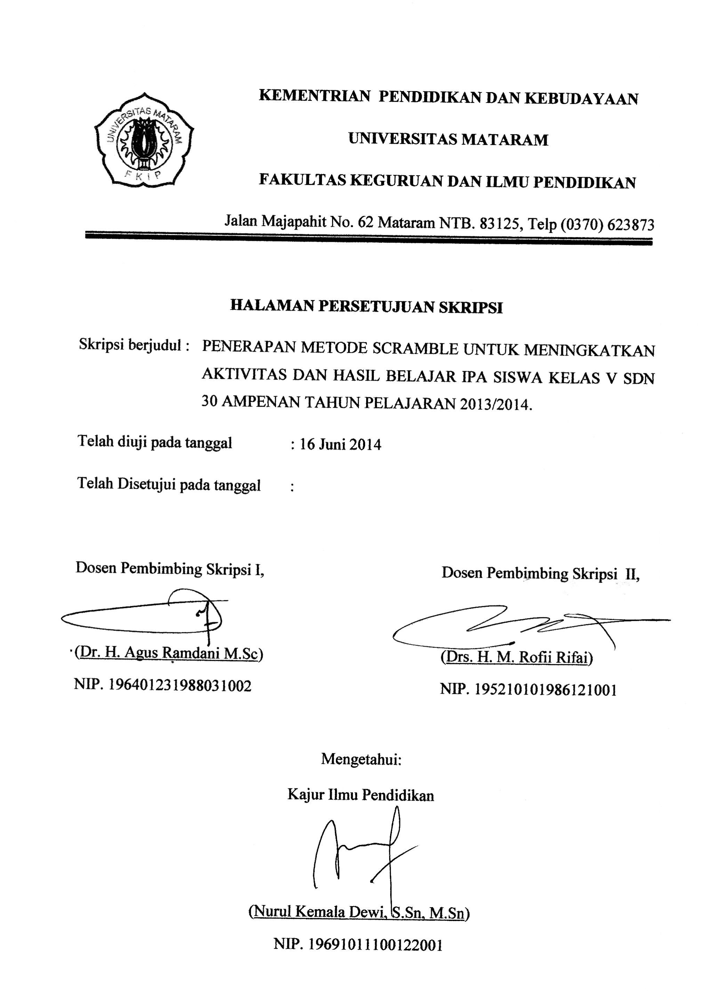 UNIVERSITAS MATARAM
FKIP
KEMENTRIAN PENDIDIKAN DAN KEBUDAYAAN
UNIVERSITAS MATARAM
FAKULTAS KEGURUAN DAN ILMU PENDIDIKAN
Jalan Majapahit No. 62 Mataram NTB. 83125, Telp (0370) 623873
HALAMAN PERSETUJUAN SKRIPSI
Skripsi berjudul : PENERAPAN METODE SCRAMBLE UNTUK MENINGKATKAN
AKTIVITAS DAN HASIL BELAJAR IPA SISWA KELAS V SDN
30 AMPENAN TAHUN PELAJARAN 2013/2014.
Telah diuji pada tanggal : 16 Juni 2014
Telah Disetujui pada tanggal :
Dosen Pembimbing Skripsi I,
(Dr. H. Agus Ramdani M.Sc)
NIP. 196401231988031002
Dosen Pembimbing Skripsi II,
(Drs. H. M. Rofii Rifai)
NIP. 195210101986121001
Mengetahui:
Kajur Ilmu Pendidikan
(Nurul Kemala Dewi, S.Sn, M.Sn)
NIP. 19691011100122001